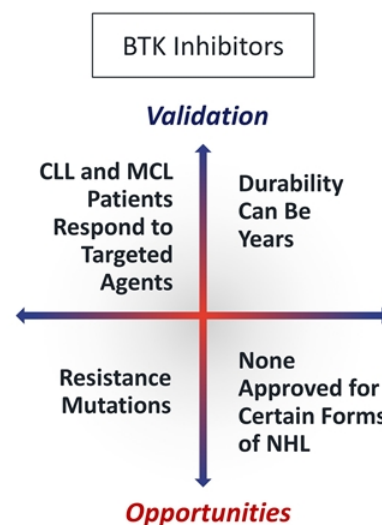 BTK Inhibitors
Validation
CLL and MCL
Patients
Respond to
Targeted
Agents
Durability
Can Be
Years
Resistance
Mutations
None
Approved for
Certain Forms
of NHL
Opportunities